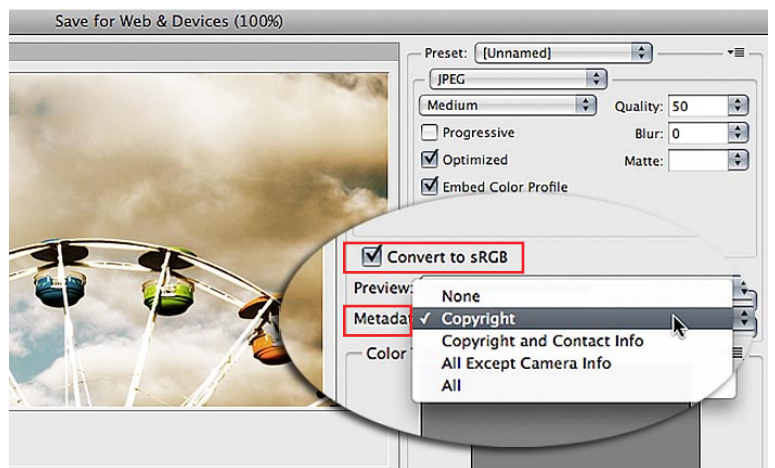 Save for Web & Devices (100%)
Preset: [Unnamed]
JPEG
Medium Quality: 50
Progressive Blur: 0
Optimized Matte:
Embed Color Profile
Convert to sRGB
Preview:
None
Metadat ✓ Copyright
Copyright and Contact Info
Color
All Except Camera Info
All